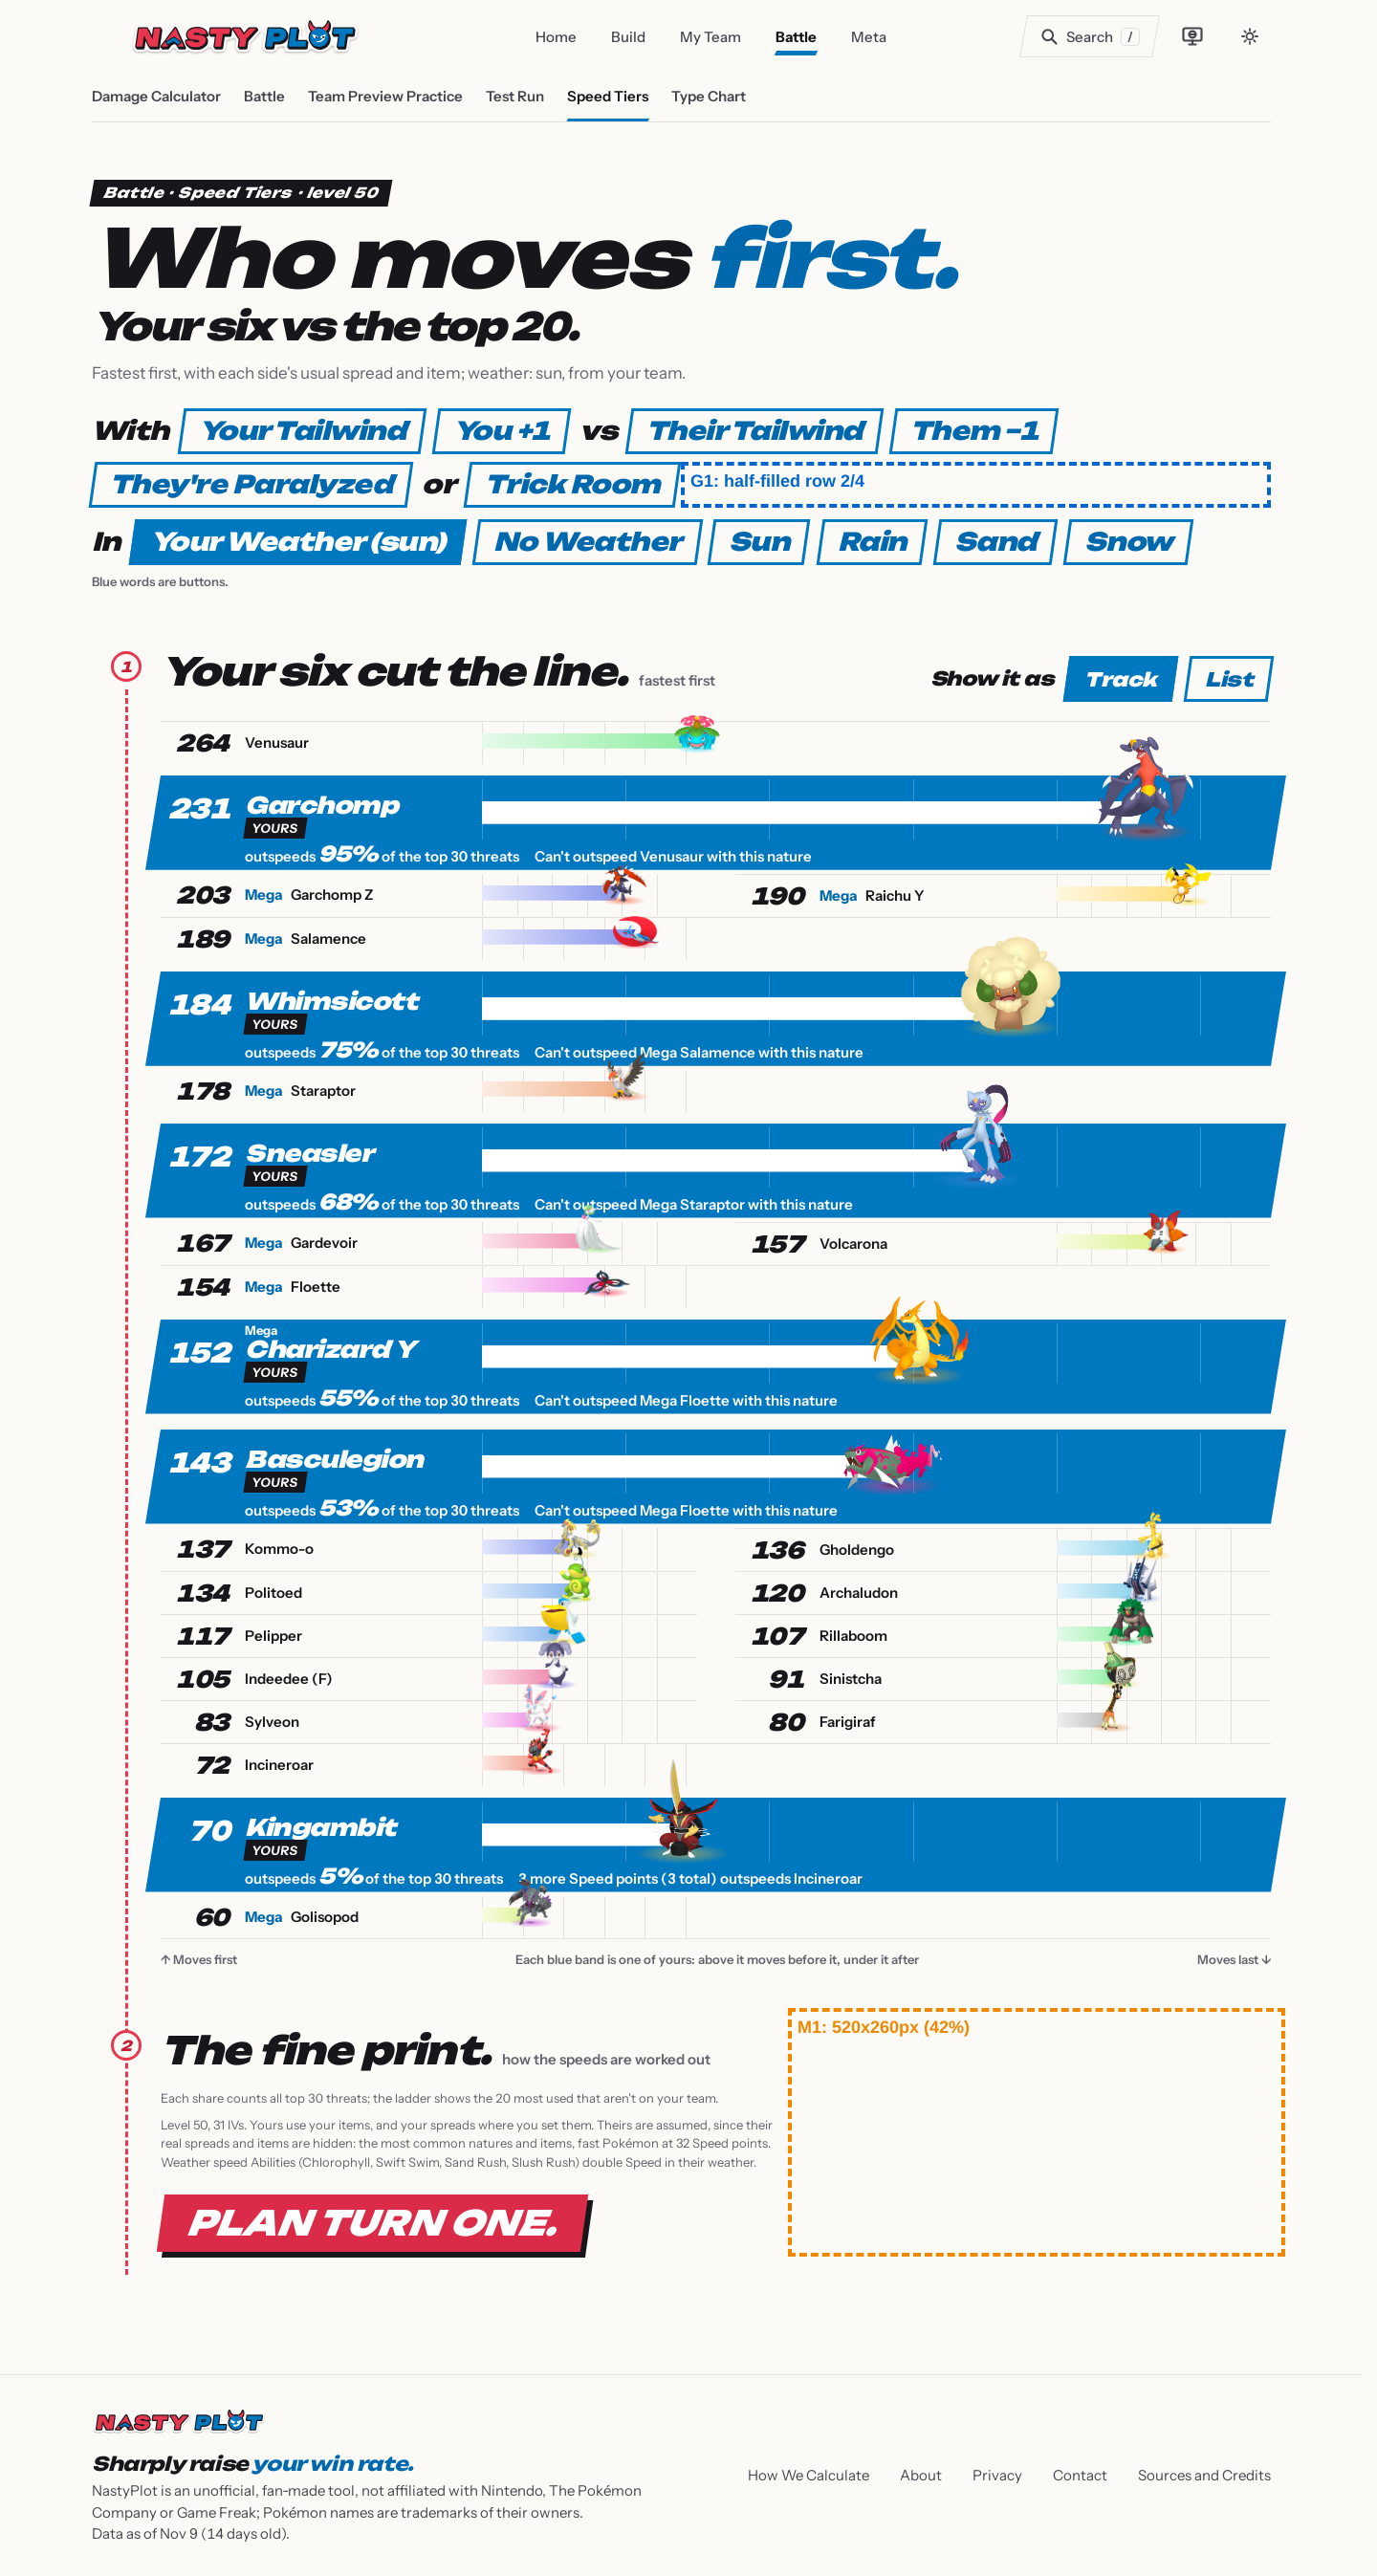 NASTY PLOT
Home Build My Team Battle Meta Search /
Damage Calculator Battle Team Preview Practice Test Run Speed Tiers Type Chart
Battle · Speed Tiers · level 50
Who moves first.
Your six vs the top 20.
Fastest first, with each side's usual spread and item; weather: sun, from your team.
With Your Tailwind You +1 vs Their Tailwind Them −1
They're Paralyzed or Trick Room G1: half-filled row 2/4
In Your Weather (sun) No Weather Sun Rain Sand Snow
Blue words are buttons.
1 Your six cut the line. fastest first Show it as Track List
264 Venusaur
231 Garchomp
YOURS
outspeeds 95% of the top 30 threats Can't outspeed Venusaur with this nature
203 Mega Garchomp Z 190 Mega Raichu Y
189 Mega Salamence
184 Whimsicott
YOURS
outspeeds 75% of the top 30 threats Can't outspeed Mega Salamence with this nature
178 Mega Staraptor
172 Sneasler
YOURS
outspeeds 68% of the top 30 threats Can't outspeed Mega Staraptor with this nature
167 Mega Gardevoir 157 Volcarona
154 Mega Floette
Mega
152 Charizard Y
YOURS
outspeeds 55% of the top 30 threats Can't outspeed Mega Floette with this nature
143 Basculegion
YOURS
outspeeds 53% of the top 30 threats Can't outspeed Mega Floette with this nature
137 Kommo-o 136 Gholdengo
134 Politoed 120 Archaludon
117 Pelipper 107 Rillaboom
105 Indeedee (F) 91 Sinistcha
83 Sylveon 80 Farigiraf
72 Incineroar
70 Kingambit
YOURS
outspeeds 5% of the top 30 threats 3 more Speed points (3 total) outspeeds Incineroar
60 Mega Golisopod
↑ Moves first Each blue band is one of yours: above it moves before it, under it after Moves last ↓
M1: 520x260px (42%)
2 The fine print. how the speeds are worked out
Each share counts all top 30 threats; the ladder shows the 20 most used that aren't on your team.
Level 50, 31 IVs. Yours use your items, and your spreads where you set them. Theirs are assumed, since their
real spreads and items are hidden: the most common natures and items, fast Pokémon at 32 Speed points.
Weather speed Abilities (Chlorophyll, Swift Swim, Sand Rush, Slush Rush) double Speed in their weather.
PLAN TURN ONE.
NASTY PLOT
Sharply raise your win rate.
NastyPlot is an unofficial, fan-made tool, not affiliated with Nintendo, The Pokémon
Company or Game Freak; Pokémon names are trademarks of their owners.
Data as of Nov 9 (14 days old).
How We Calculate About Privacy Contact Sources and Credits